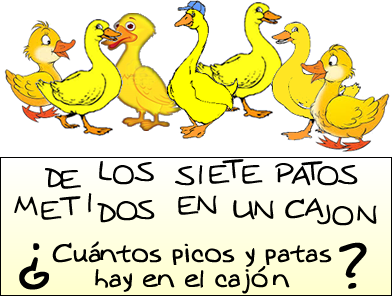 DE LOS SIETE PATOS
METIDOS EN UN CAJON
¿Cuántos picos y patas
hay en el cajón?